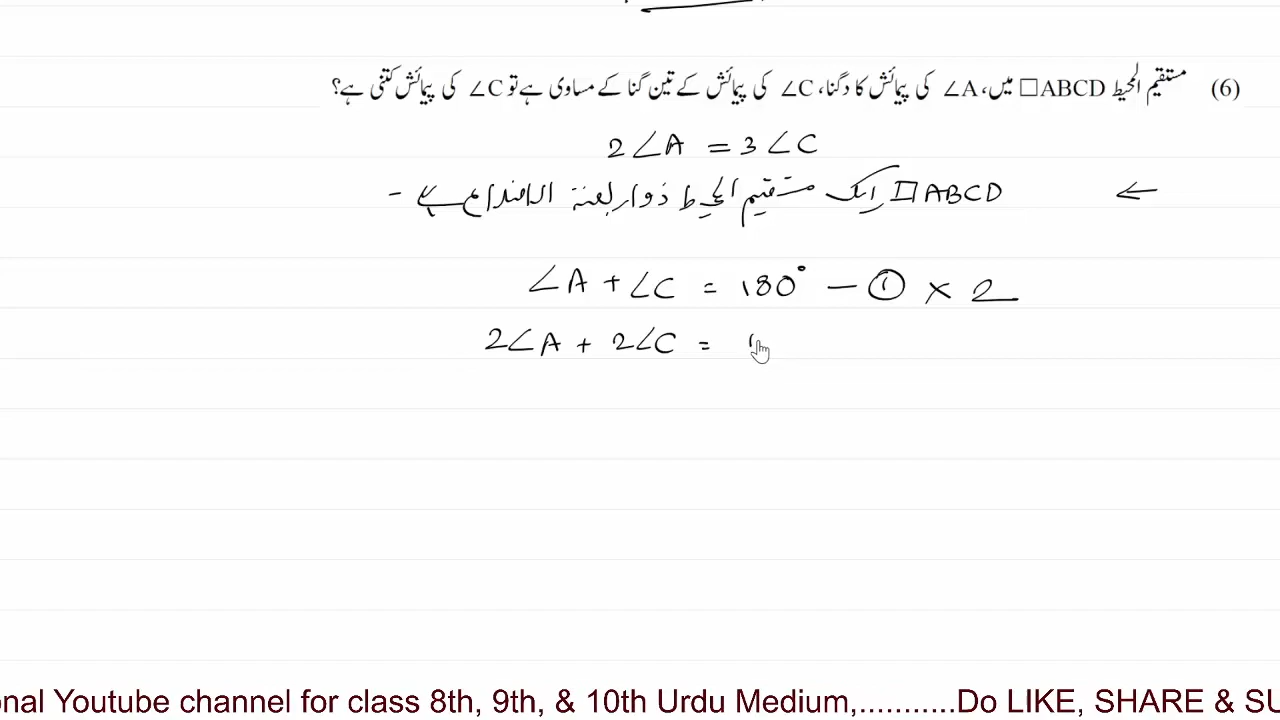 (6) مستقیم المحیط □ABCD میں، ∠A کی پیمائش کا دگنا، ∠C کی پیمائش کے تین گنا کے مساوی ہے تو ∠C کی پیمائش کتنی ہے؟
2∠A = 3∠C
← □ABCD ایک مستقیم المحیط ذواربعۃ الاضلاع ہے -
∠A + ∠C = 180° — ① × 2
2∠A + 2∠C =
onal Youtube channel for class 8th, 9th, & 10th Urdu Medium,...........Do LIKE, SHARE & SU